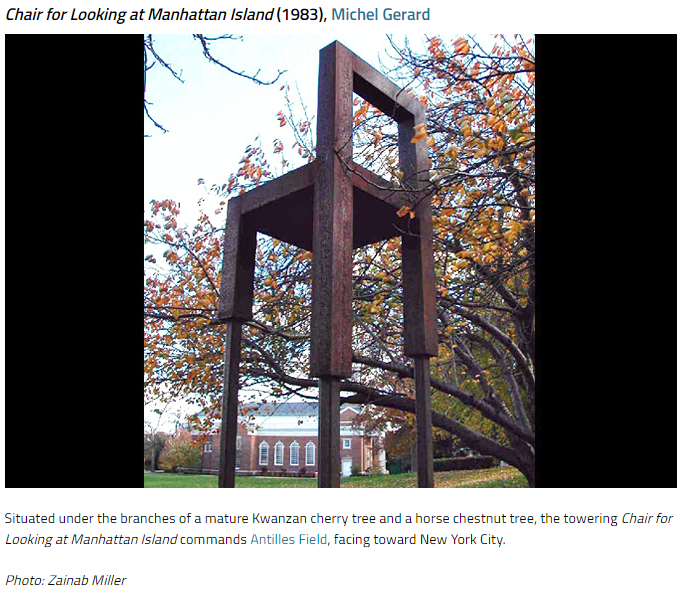 Chair for Looking at Manhattan Island (1983), Michel Gerard
Situated under the branches of a mature Kwanzan cherry tree and a horse chestnut tree, the towering Chair for
Looking at Manhattan Island commands Antilles Field, facing toward New York City.
Photo: Zainab Miller